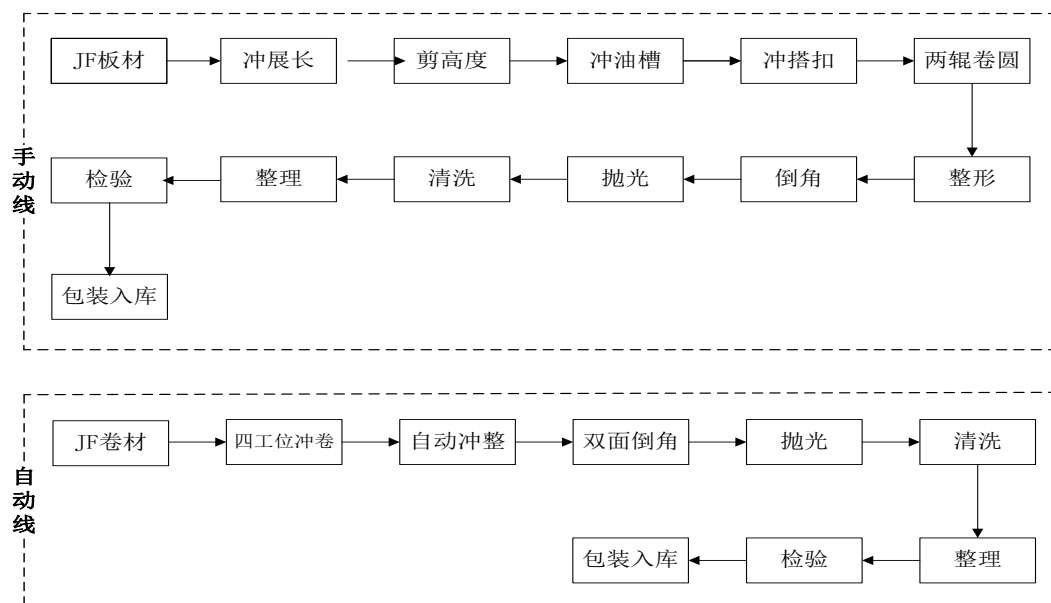 手动线
JF板材
冲展长
剪高度
冲油槽
冲搭扣
两辊卷圆
整形
倒角
抛光
清洗
整理
检验
包装入库
自动线
JF卷材
四工位冲卷
自动冲整
双面倒角
抛光
清洗
整理
检验
包装入库